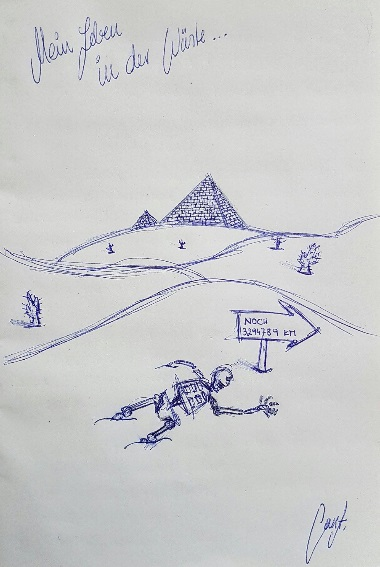 Mein Leben
in der Wüste...
NOCH
3294789 KM